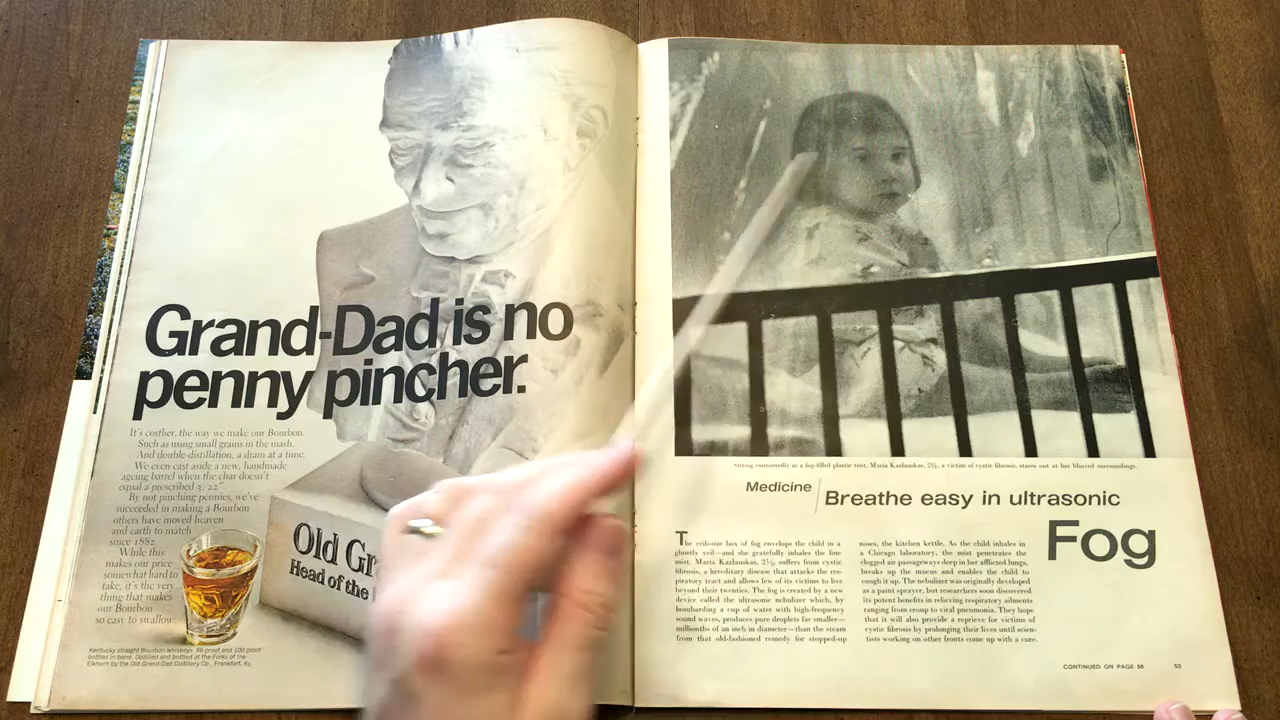 Grand-Dad is no
penny pincher.
It's costlier, the way we make our Bourbon.
Such as using small grains in the mash.
And double-distillation, a dram at a time.
We even cast aside a new, handmade
ageing barrel when the char doesn't
equal a prescribed 3/22".
By not pinching pennies, we've
succeeded in making a Bourbon
others have moved heaven
and earth to match
since 1882.
While this
makes our price
somewhat hard to
take, it's the very
thing that makes
our Bourbon
so easy to swallow.
Old Gr
Head of the
Kentucky straight Bourbon whiskeys. 86 proof and 100 proof
bottled in bond. Distilled and bottled at the Forks of the
Elkhorn by the Old Grand-Dad Distillery Co., Frankfort, Ky.
Sitting contentedly in a fog-filled plastic tent, Maria Kazlauskas, 2½, a victim of cystic fibrosis, stares out at her blurred surroundings.
Medicine
Breathe easy in ultrasonic
Fog
The crib-size box of fog envelops the child in a
ghostly veil—and she gratefully inhales the fine
mist. Maria Kazlauskas, 2½, suffers from cystic
fibrosis, a hereditary disease that attacks the res-
piratory tract and allows few of its victims to live
beyond their twenties. The fog is created by a new
device called the ultrasonic nebulizer which, by
bombarding a cup of water with high-frequency
sound waves, produces pure droplets far smaller—
millionths of an inch in diameter—than the steam
from that old-fashioned remedy for stopped-up
noses, the kitchen kettle. As the child inhales in
a Chicago laboratory, the mist penetrates the
clogged air passageways deep in her afflicted lungs,
breaks up the mucus and enables the child to
cough it up. The nebulizer was originally developed
as a paint sprayer, but researchers soon discovered
its potent benefits in relieving respiratory ailments
ranging from croup to viral pneumonia. They hope
that it will also provide a reprieve for victims of
cystic fibrosis by prolonging their lives until scien-
tists working on other fronts come up with a cure.
CONTINUED ON PAGE 56
53